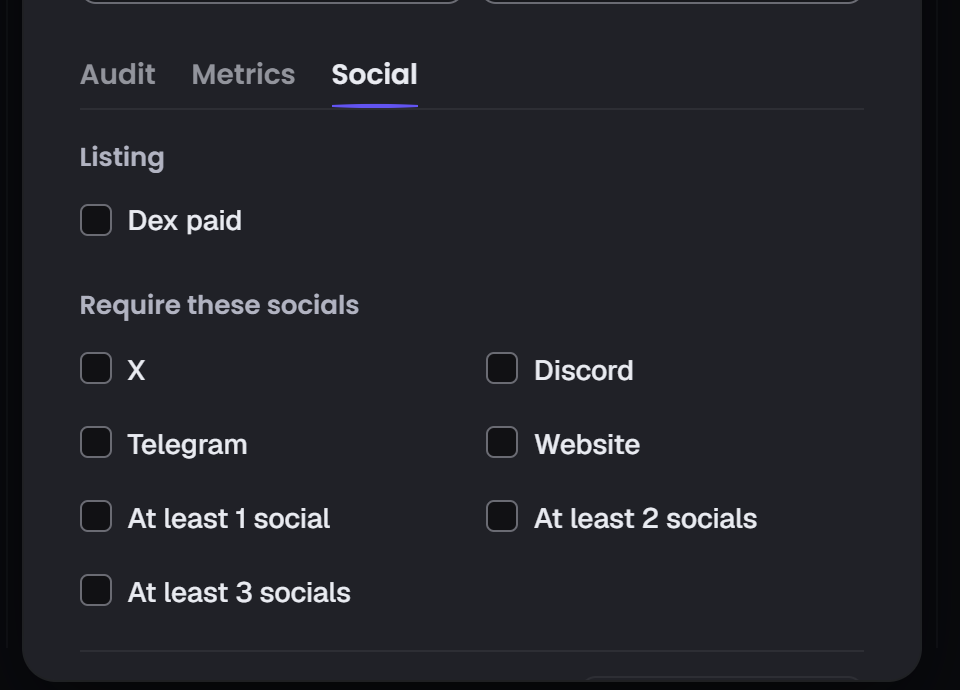 Audit Metrics Social
Listing
Dex paid
Require these socials
X Discord
Telegram Website
At least 1 social At least 2 socials
At least 3 socials